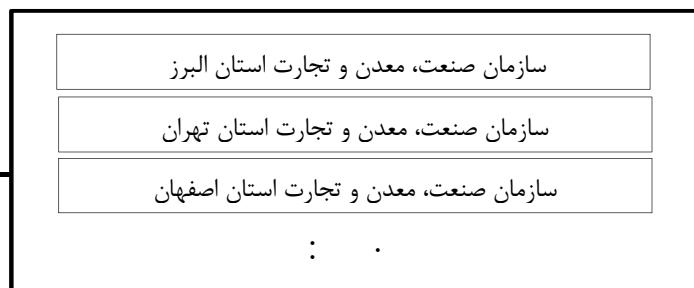 سازمان صنعت، معدن و تجارت استان البرز
سازمان صنعت، معدن و تجارت استان تهران
سازمان صنعت، معدن و تجارت استان اصفهان